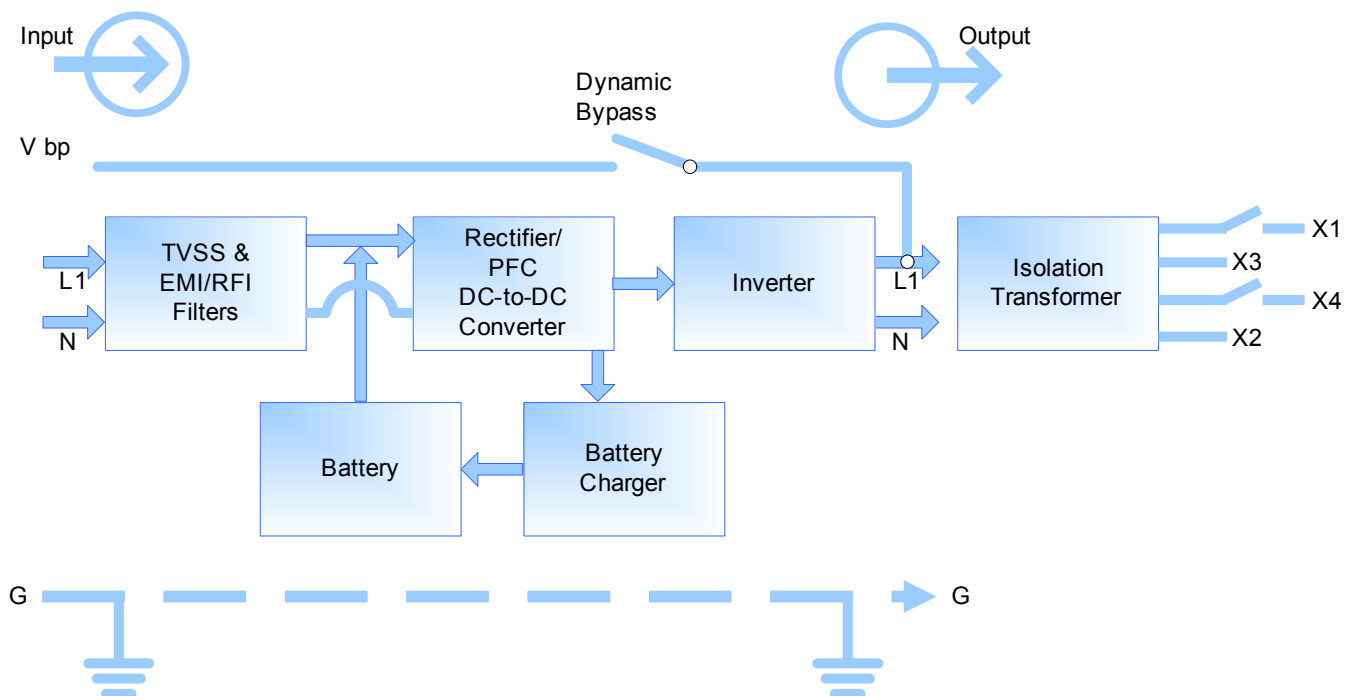 Input
Output
Dynamic
Bypass
V bp
TVSS &
EMI/RFI
Filters
Rectifier/
PFC
DC-to-DC
Converter
Inverter
Isolation
Transformer
L1
N
L1
N
X1
X3
X4
X2
Battery
Battery
Charger
G
G